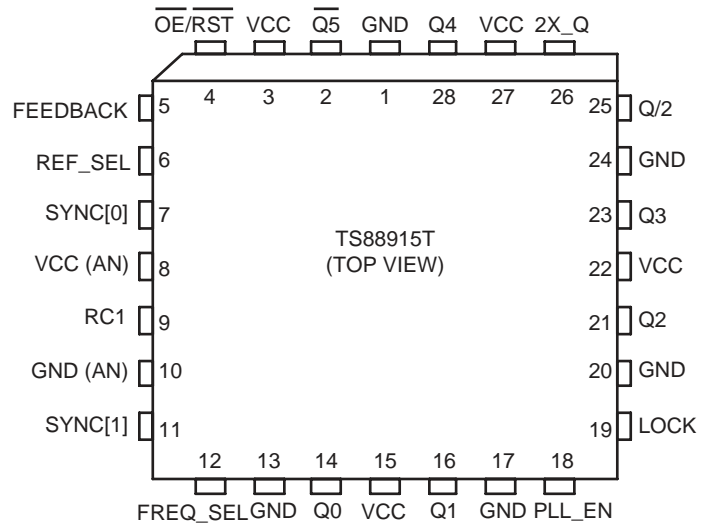 O̅E̅/R̅S̅T̅ VCC Q̅5̅ GND Q4 VCC 2X_Q
4 3 2 1 28 27 26
FEEDBACK 5 25 Q/2
REF_SEL 6 24 GND
SYNC[0] 7 23 Q3
TS88915T
(TOP VIEW)
VCC (AN) 8 22 VCC
RC1 9 21 Q2
GND (AN) 10 20 GND
SYNC[1] 11 19 LOCK
12 13 14 15 16 17 18
FREQ_SEL GND Q0 VCC Q1 GND PLL_EN